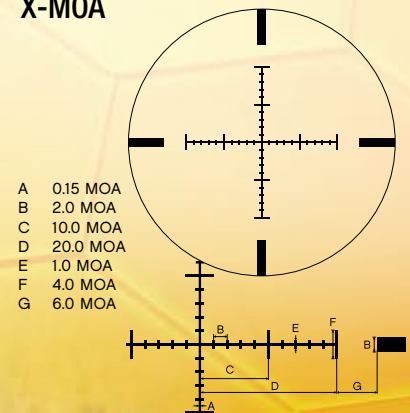 X-MOA
A 0.15 MOA
B 2.0 MOA
C 10.0 MOA
D 20.0 MOA
E 1.0 MOA
F 4.0 MOA
G 6.0 MOA
B
E
F
B
C
D
G
A